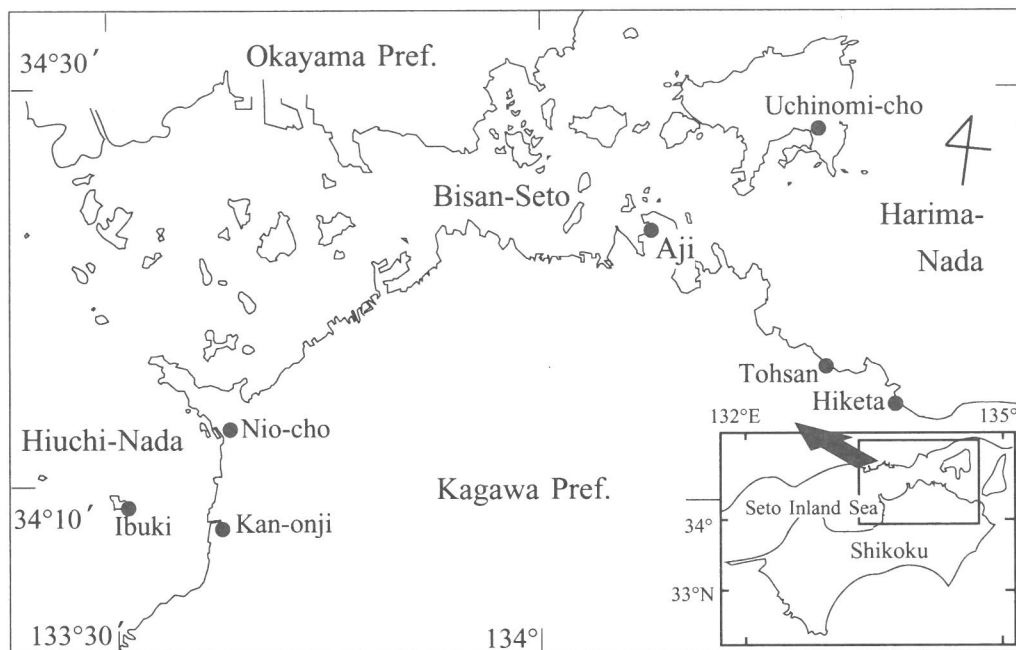 34°30′
Okayama Pref.
Uchinomi-cho
Bisan-Seto
Harima-
Nada
Aji
Tohsan
Hiketa
Nio-cho
Hiuchi-Nada
Kagawa Pref.
34°10′
Ibuki
Kan-onji
133°30′
134°
132°E
135°
Seto Inland Sea
34°
Shikoku
33°N